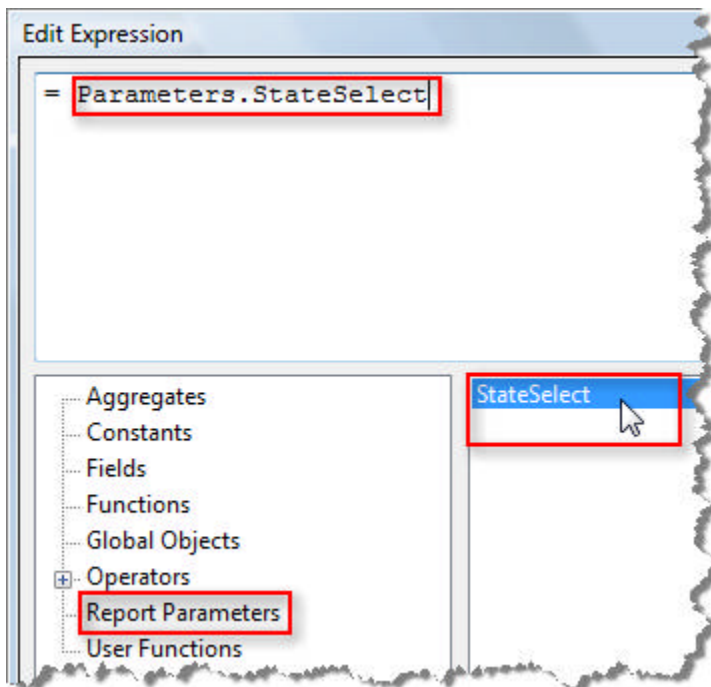 Edit Expression
= Parameters.StateSelect
Aggregates
Constants
Fields
Functions
Global Objects
Operators
Report Parameters
User Functions
StateSelect